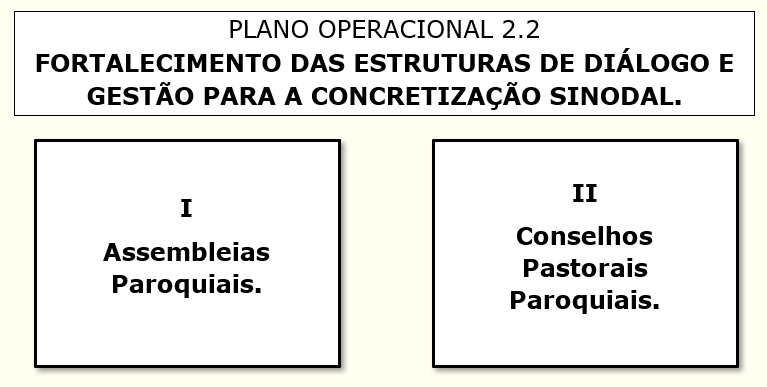 PLANO OPERACIONAL 2.2
FORTALECIMENTO DAS ESTRUTURAS DE DIÁLOGO E
GESTÃO PARA A CONCRETIZAÇÃO SINODAL.
I
Assembleias
Paroquiais.
II
Conselhos
Pastorais
Paroquiais.